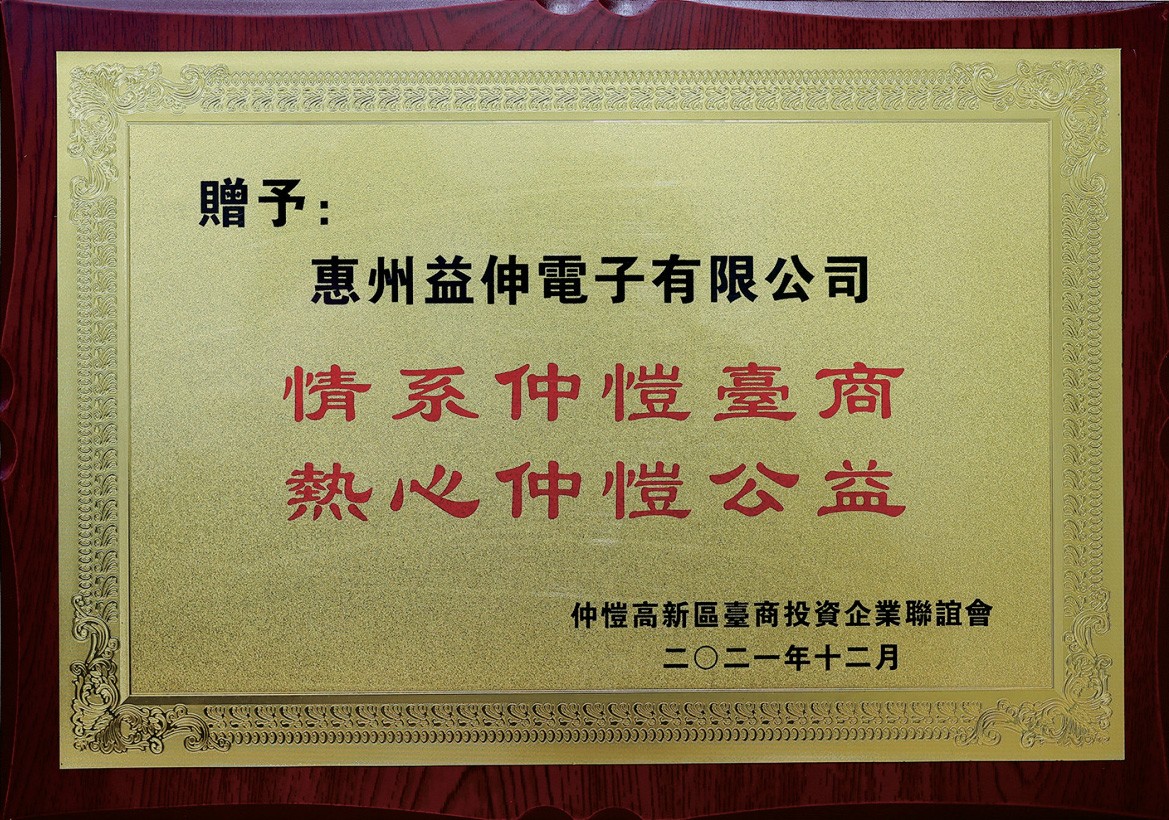 贈予：
惠州益伸電子有限公司
情系仲愷臺商
熱心仲愷公益
仲愷高新區臺商投資企業聯誼會
二〇二一年十二月